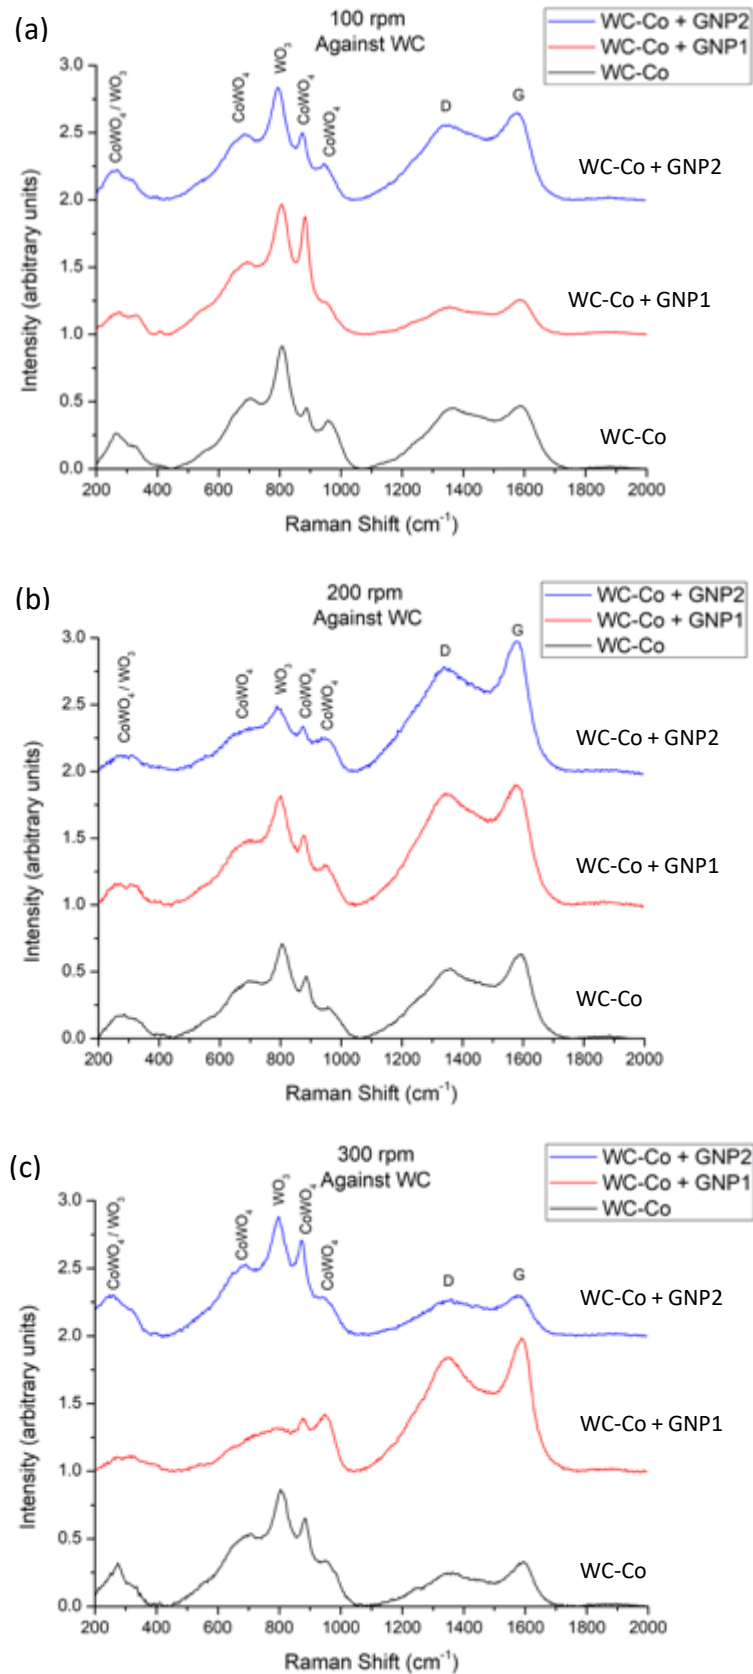 (a)
100 rpm
Against WC
WC-Co + GNP2
WC-Co + GNP1
WC-Co
CoWO₄ / WO₃
CoWO₄
WO₃
CoWO₄
CoWO₄
D
G
WC-Co + GNP2
WC-Co + GNP1
WC-Co
3.0
2.5
2.0
1.5
1.0
0.5
0.0
Intensity (arbitrary units)
200 400 600 800 1000 1200 1400 1600 1800 2000
Raman Shift (cm⁻¹)
(b)
200 rpm
Against WC
WC-Co + GNP2
WC-Co + GNP1
WC-Co
CoWO₄ / WO₃
CoWO₄
WO₃
CoWO₄
CoWO₄
D
G
WC-Co + GNP2
WC-Co + GNP1
WC-Co
3.0
2.5
2.0
1.5
1.0
0.5
0.0
Intensity (arbitrary units)
200 400 600 800 1000 1200 1400 1600 1800 2000
Raman Shift (cm⁻¹)
(c)
300 rpm
Against WC
WC-Co + GNP2
WC-Co + GNP1
WC-Co
CoWO₄ / WO₃
CoWO₄
WO₃
CoWO₄
CoWO₄
D
G
WC-Co + GNP2
WC-Co + GNP1
WC-Co
3.0
2.5
2.0
1.5
1.0
0.5
0.0
Intensity (arbitrary units)
200 400 600 800 1000 1200 1400 1600 1800 2000
Raman Shift (cm⁻¹)